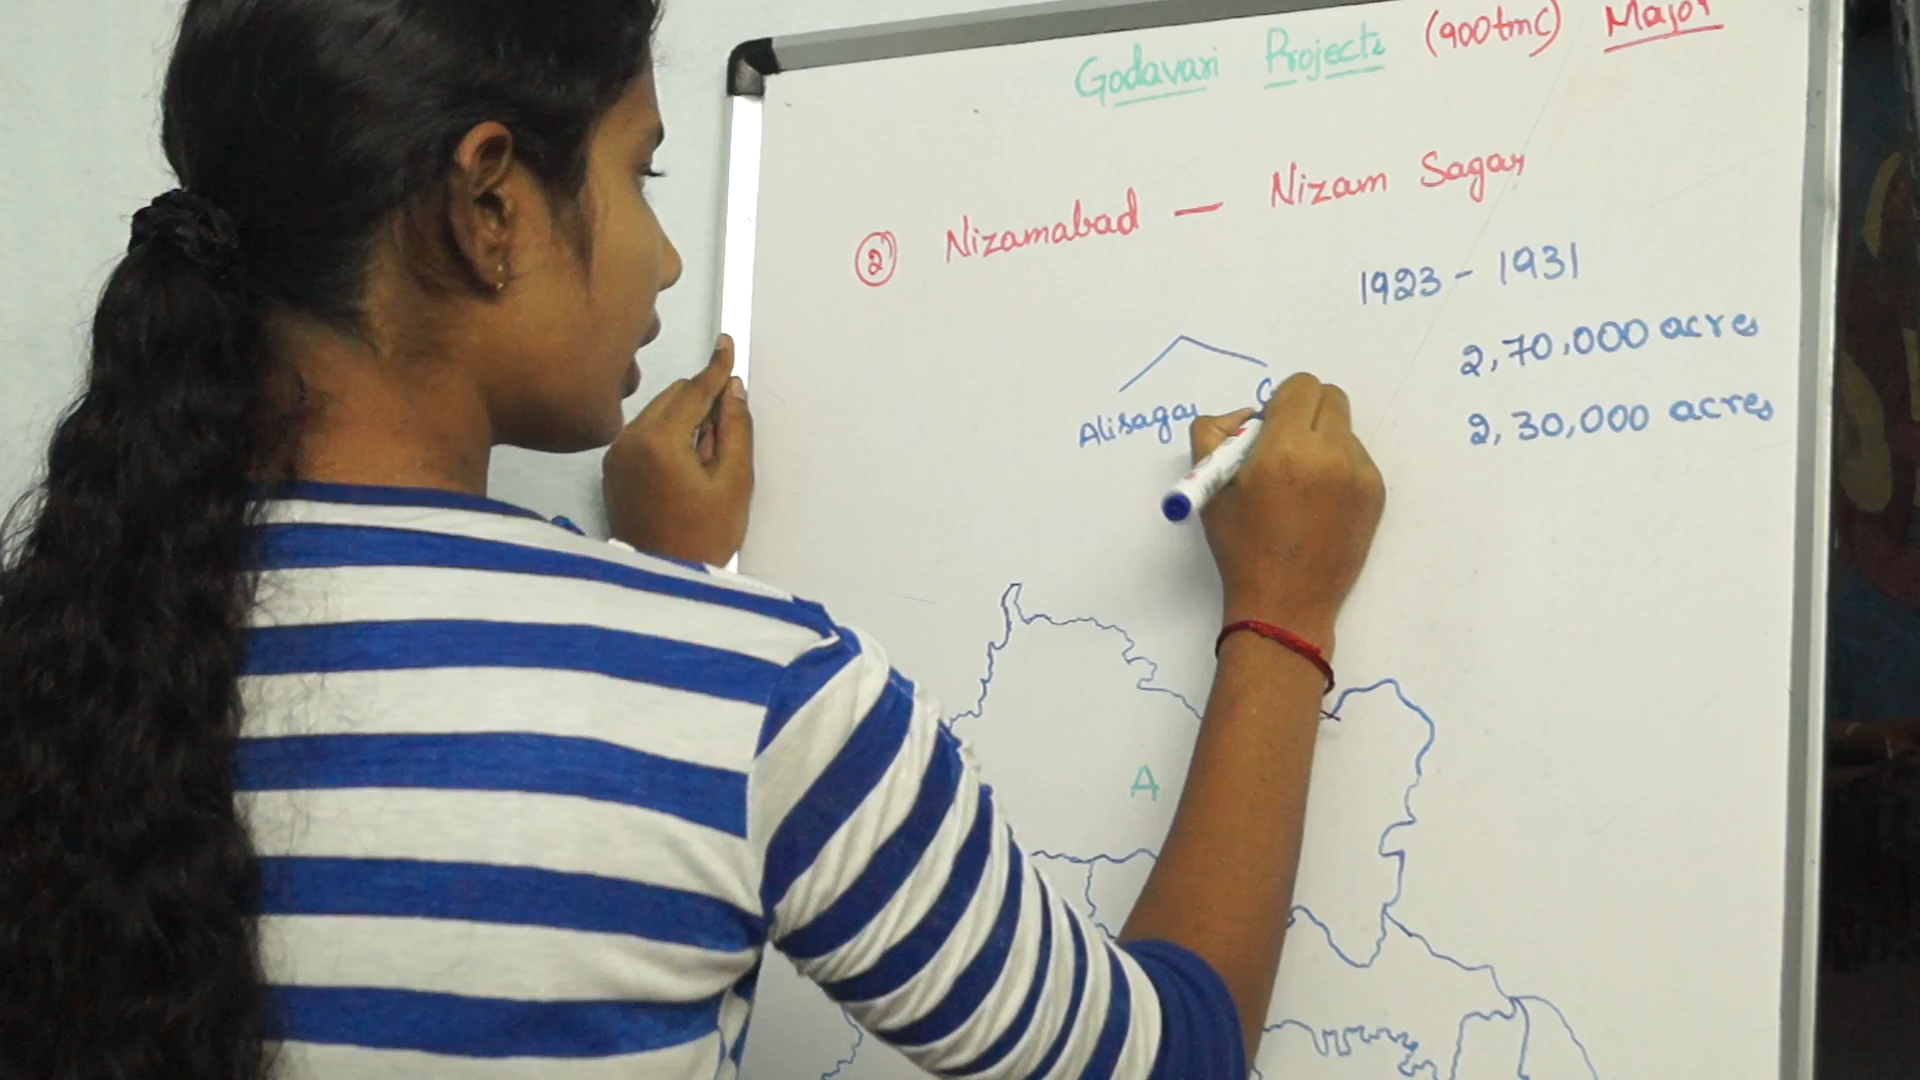 Godavari Projects (900tmc) Major
② Nizamabad — Nizam Sagar
1923 - 1931
2,70,000 acres
Alisagar
2,30,000 acres
A